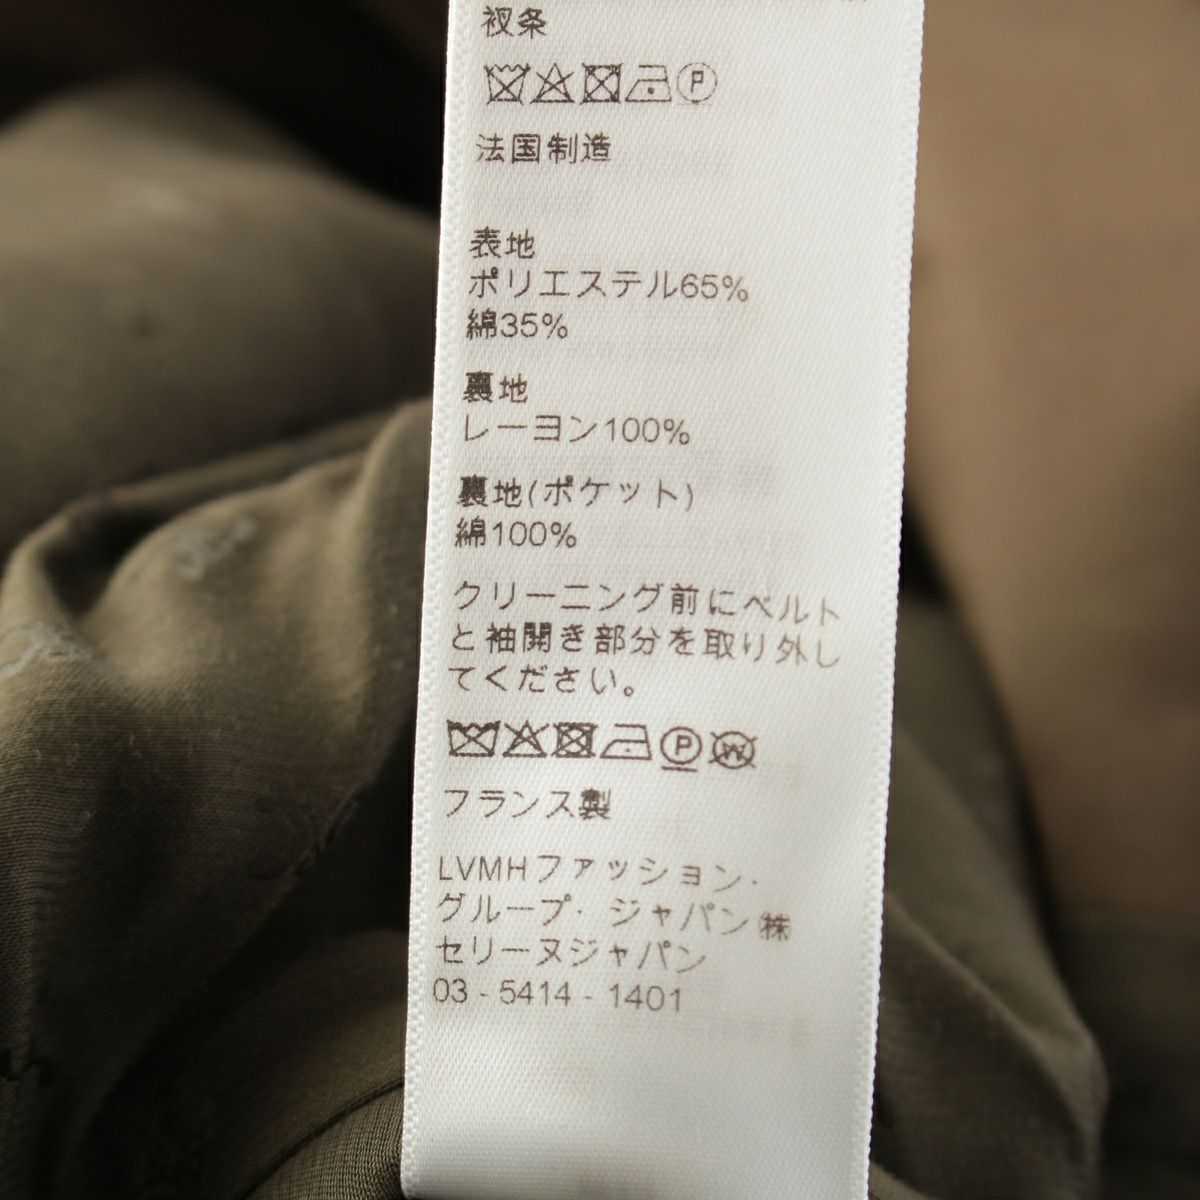 衩条
法国制造
表地
ポリエステル65%
綿35%
裏地
レーヨン100%
裏地(ポケット)
綿100%
クリーニング前にベルト
と袖開き部分を取り外し
てください。
P
W
フランス製
LVMHファッション・
グループ・ジャパン㈱
セリーヌジャパン
03-5414-1401